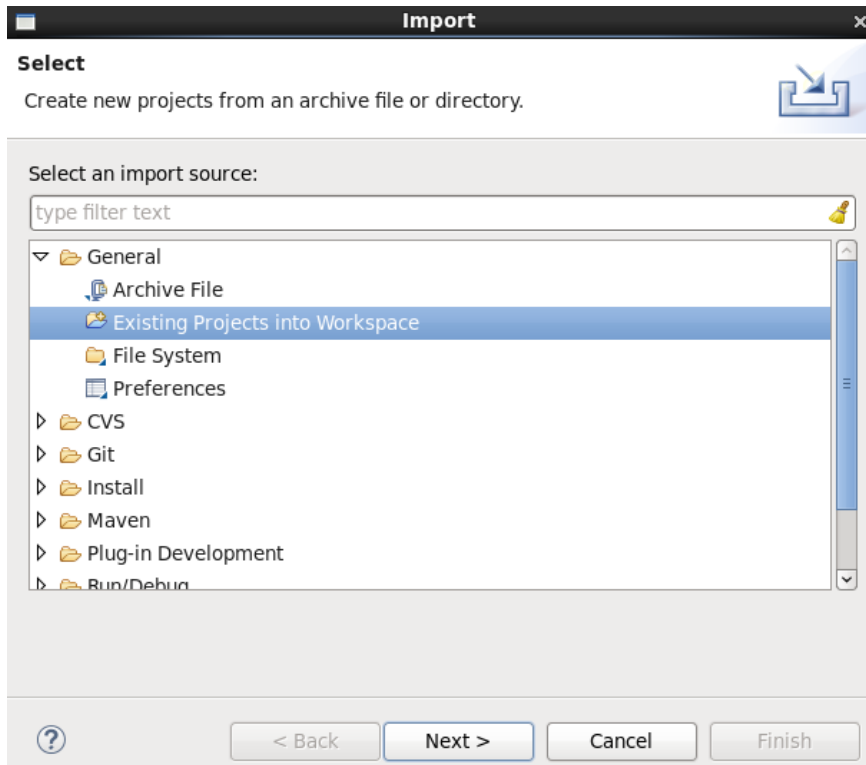 Import
Select
Create new projects from an archive file or directory.
Select an import source:
type filter text
General
Archive File
Existing Projects into Workspace
File System
Preferences
CVS
Git
Install
Maven
Plug-in Development
Run/Debug
< Back Next > Cancel Finish